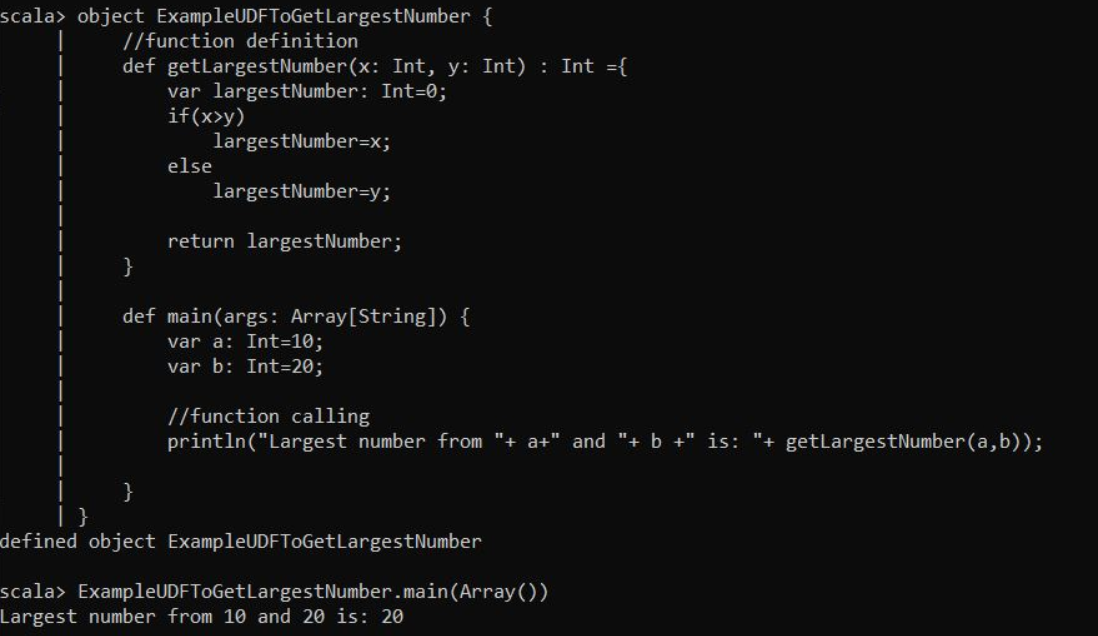 scala> object ExampleUDFToGetLargestNumber {
     |     //function definition
     |     def getLargestNumber(x: Int, y: Int) : Int ={
     |         var largestNumber: Int=0;
     |         if(x>y)
     |             largestNumber=x;
     |         else
     |             largestNumber=y;
     |
     |         return largestNumber;
     |     }
     |
     |     def main(args: Array[String]) {
     |         var a: Int=10;
     |         var b: Int=20;
     |
     |         //function calling
     |         println("Largest number from "+ a+" and "+ b +" is: "+ getLargestNumber(a,b));
     |
     |     }
     | }
defined object ExampleUDFToGetLargestNumber

scala> ExampleUDFToGetLargestNumber.main(Array())
Largest number from 10 and 20 is: 20